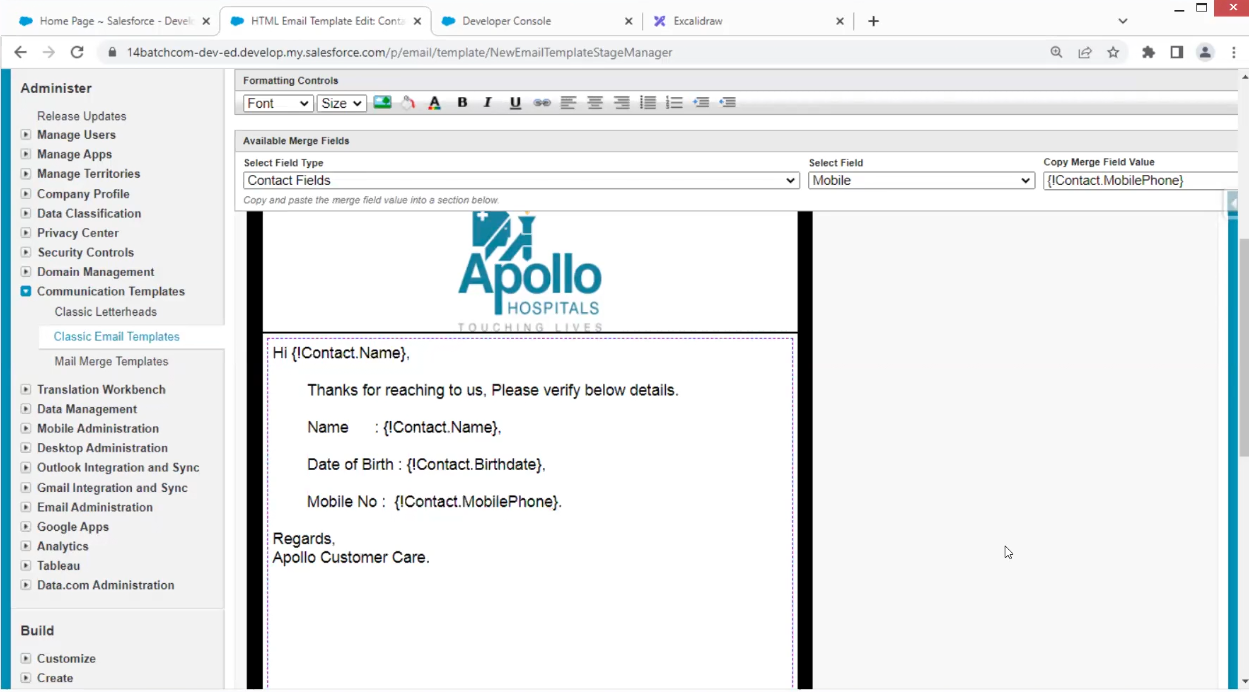 Home Page ~ Salesforce - Develo
HTML Email Template Edit: Conta
Developer Console
Excalidraw
14batchcom-dev-ed.develop.my.salesforce.com/p/email/template/NewEmailTemplateStageManager
Administer
Release Updates
Manage Users
Manage Apps
Manage Territories
Company Profile
Data Classification
Privacy Center
Security Controls
Domain Management
Communication Templates
Classic Letterheads
Classic Email Templates
Mail Merge Templates
Translation Workbench
Data Management
Mobile Administration
Desktop Administration
Outlook Integration and Sync
Gmail Integration and Sync
Email Administration
Google Apps
Analytics
Tableau
Data.com Administration
Build
Customize
Create
Formatting Controls
Font Size A B I U
Available Merge Fields
Select Field Type Select Field Copy Merge Field Value
Contact Fields Mobile {!Contact.MobilePhone}
Copy and paste the merge field value into a section below.
Apollo
HOSPITALS
TOUCHING LIVES
Hi {!Contact.Name},
Thanks for reaching to us, Please verify below details.
Name : {!Contact.Name},
Date of Birth : {!Contact.Birthdate},
Mobile No : {!Contact.MobilePhone}.
Regards,
Apollo Customer Care.